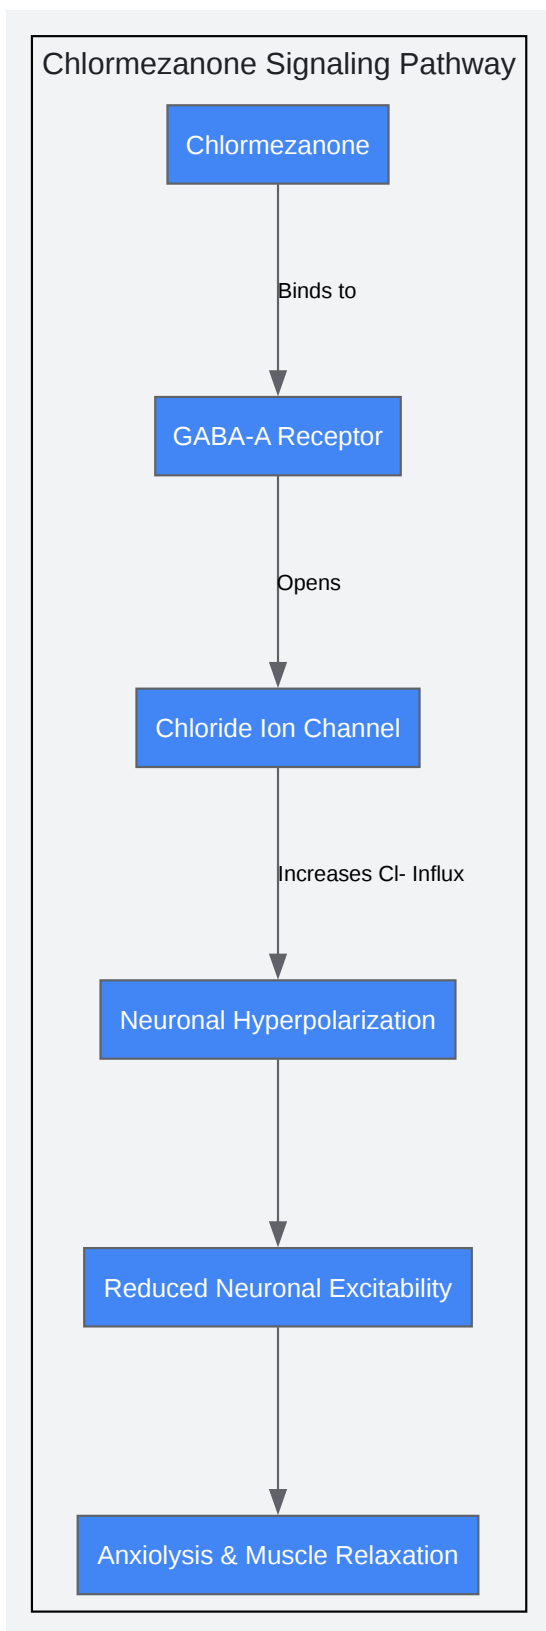 Chlormezanone Signaling Pathway
Chlormezanone
Binds to
GABA-A Receptor
Opens
Chloride Ion Channel
Increases Cl- Influx
Neuronal Hyperpolarization
Reduced Neuronal Excitability
Anxiolysis & Muscle Relaxation